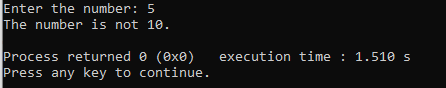 Enter the number: 5
The number is not 10.
Process returned 0 (0x0)   execution time : 1.510 s
Press any key to continue.